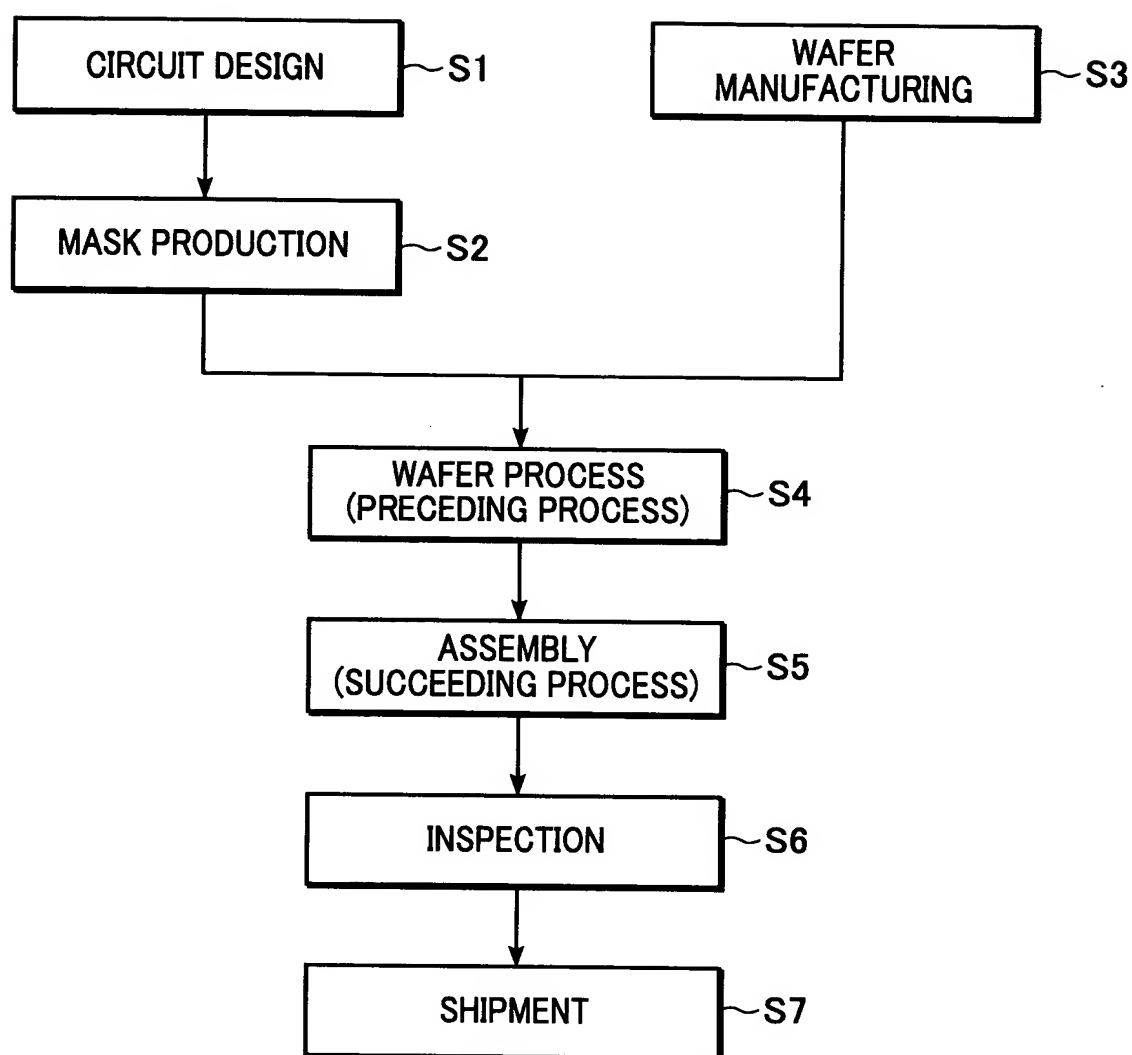 CIRCUIT DESIGN
S1
WAFER
MANUFACTURING
S3
MASK PRODUCTION
S2
WAFER PROCESS
(PRECEDING PROCESS)
S4
ASSEMBLY
(SUCCEEDING PROCESS)
S5
INSPECTION
S6
SHIPMENT
S7